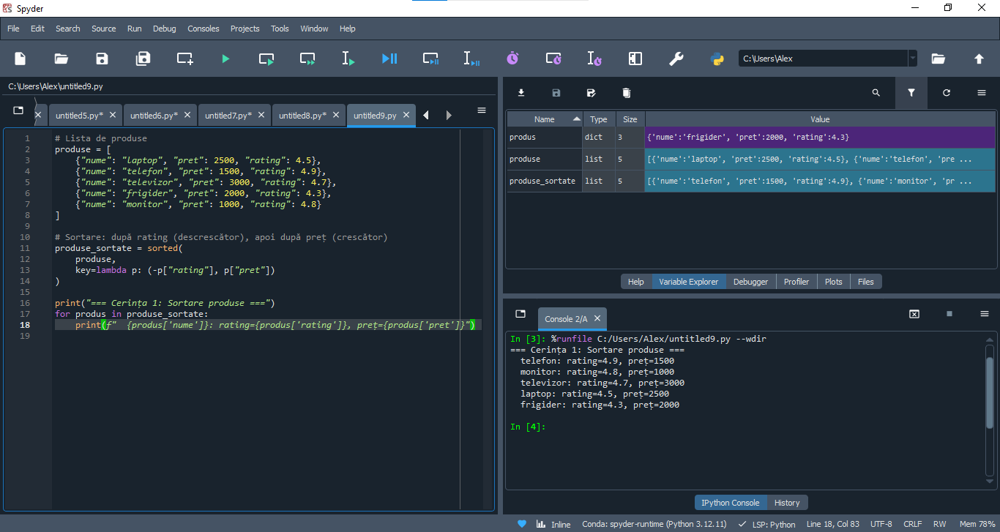 Spyder
File Edit Search Source Run Debug Consoles Projects Tools Window Help
C:\Users\Alex
C:\Users\Alex\untitled9.py
untitled5.py* untitled6.py* untitled7.py* untitled8.py* untitled9.py
1 # Lista de produse
2 produse = [
3     {"nume": "laptop", "pret": 2500, "rating": 4.5},
4     {"nume": "telefon", "pret": 1500, "rating": 4.9},
5     {"nume": "televizor", "pret": 3000, "rating": 4.7},
6     {"nume": "frigider", "pret": 2000, "rating": 4.3},
7     {"nume": "monitor", "pret": 1000, "rating": 4.8}
8 ]
9
10 # Sortare: după rating (descrescător), apoi după preț (crescător)
11 produse_sortate = sorted(
12     produse,
13     key=lambda p: (-p["rating"], p["pret"])
14 )
15
16 print("=== Cerința 1: Sortare produse ===")
17 for produs in produse_sortate:
18     print(f"  {produs['nume']}: rating={produs['rating']}, preț={produs['pret']}")
19
Name Type Size Value
produs dict 3 {'nume':'frigider', 'pret':2000, 'rating':4.3}
produse list 5 [{'nume':'laptop', 'pret':2500, 'rating':4.5}, {'nume':'telefon', 'pre ...
produse_sortate list 5 [{'nume':'telefon', 'pret':1500, 'rating':4.9}, {'nume':'monitor', 'pr ...
Help Variable Explorer Debugger Profiler Plots Files
Console 2/A
In [3]: %runfile C:/Users/Alex/untitled9.py --wdir
=== Cerința 1: Sortare produse ===
  telefon: rating=4.9, preț=1500
  monitor: rating=4.8, preț=1000
  televizor: rating=4.7, preț=3000
  laptop: rating=4.5, preț=2500
  frigider: rating=4.3, preț=2000
In [4]:
IPython Console History
Inline Conda: spyder-runtime (Python 3.12.11) LSP: Python Line 18, Col 83 UTF-8 CRLF RW Mem 78%